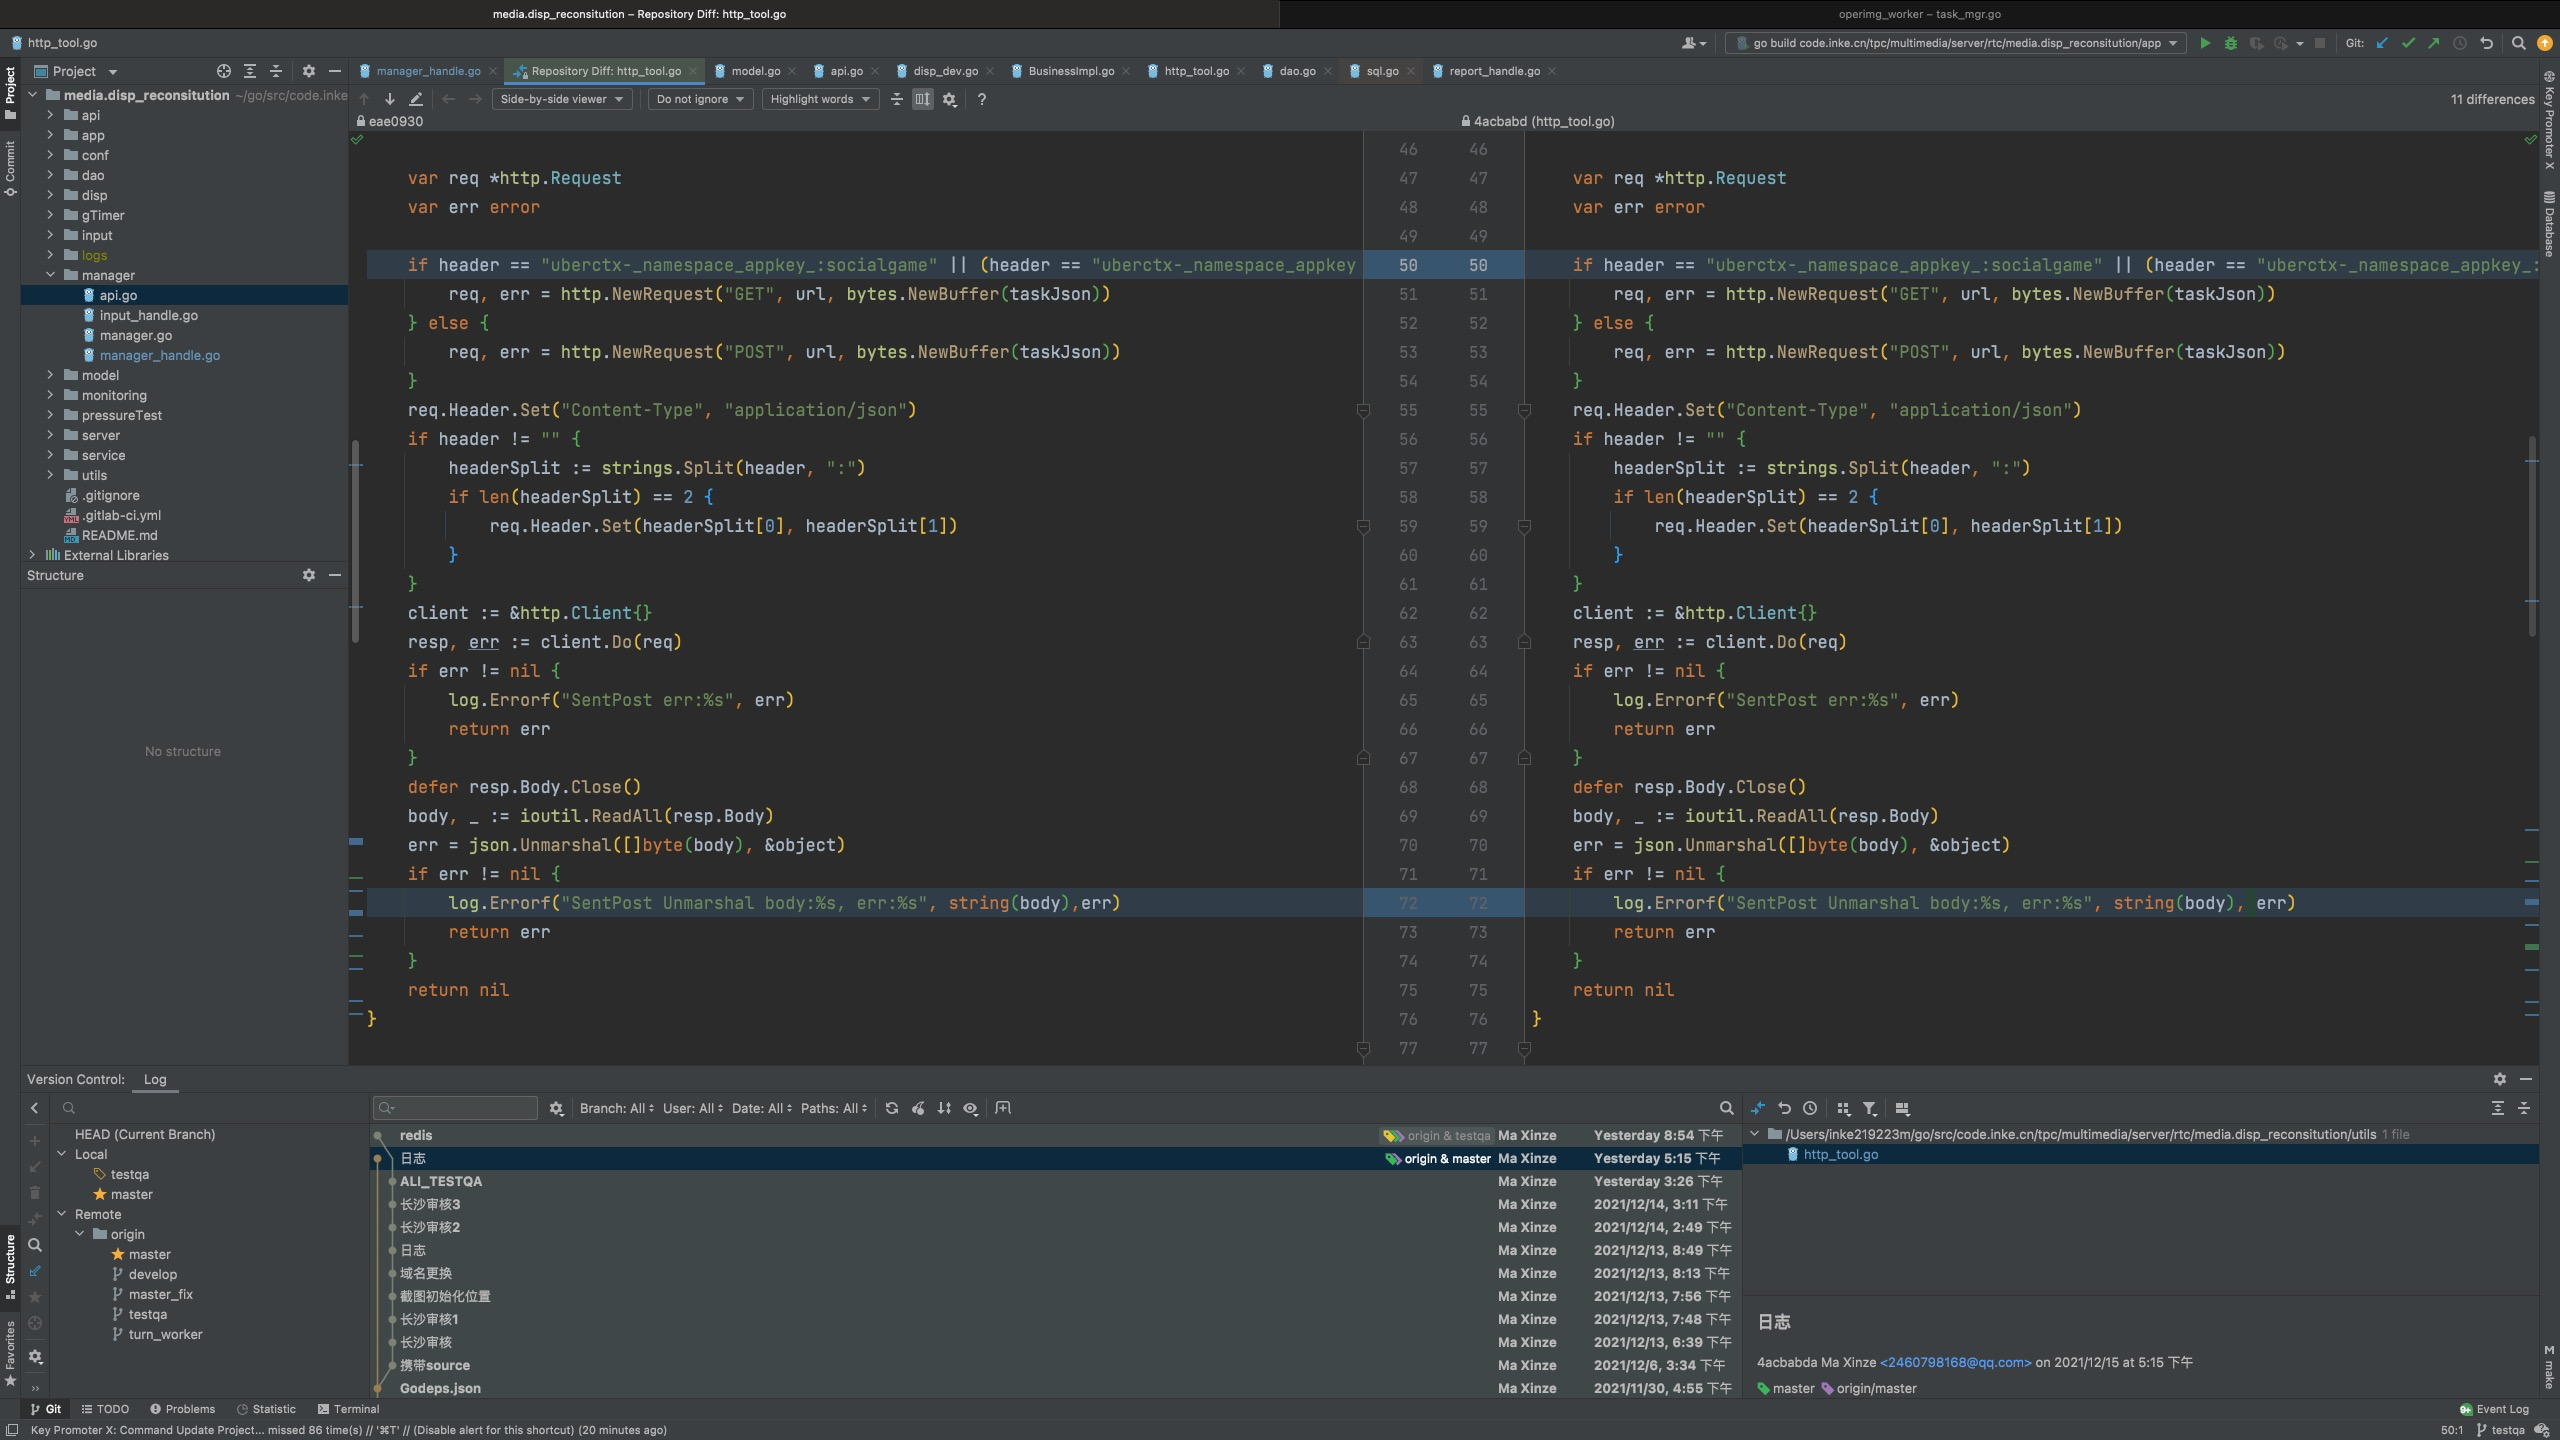 media.disp_reconsitution – Repository Diff: http_tool.go
operimg_worker – task_mgr.go
http_tool.go
go build code.inke.cn/tpc/multimedia/server/rtc/media.disp_reconsitution/app
Git:
Project
manager_handle.go
Repository Diff: http_tool.go
model.go
api.go
disp_dev.go
BusinessImpl.go
http_tool.go
dao.go
sql.go
report_handle.go
Side-by-side viewer
Do not ignore
Highlight words
?
11 differences
eae0930
4acbabd (http_tool.go)
Project
Commit
Structure
Favorites
Key Promoter X
Database
make
media.disp_reconsitution ~/go/src/code.inke
api
app
conf
dao
disp
gTimer
input
logs
manager
api.go
input_handle.go
manager.go
manager_handle.go
model
monitoring
pressureTest
server
service
utils
.gitignore
.gitlab-ci.yml
README.md
External Libraries
Structure
No structure
var req *http.Request
var err error
if header == "uberctx-_namespace_appkey_:socialgame" || (header == "uberctx-_namespace_appkey
req, err = http.NewRequest("GET", url, bytes.NewBuffer(taskJson))
} else {
req, err = http.NewRequest("POST", url, bytes.NewBuffer(taskJson))
}
req.Header.Set("Content-Type", "application/json")
if header != "" {
headerSplit := strings.Split(header, ":")
if len(headerSplit) == 2 {
req.Header.Set(headerSplit[0], headerSplit[1])
}
}
client := &http.Client{}
resp, err := client.Do(req)
if err != nil {
log.Errorf("SentPost err:%s", err)
return err
}
defer resp.Body.Close()
body, _ := ioutil.ReadAll(resp.Body)
err = json.Unmarshal([]byte(body), &object)
if err != nil {
log.Errorf("SentPost Unmarshal body:%s, err:%s", string(body),err)
return err
}
return nil
}
46 46
47 47
48 48
49 49
50 50
51 51
52 52
53 53
54 54
55 55
56 56
57 57
58 58
59 59
60 60
61 61
62 62
63 63
64 64
65 65
66 66
67 67
68 68
69 69
70 70
71 71
72 72
73 73
74 74
75 75
76 76
77 77
var req *http.Request
var err error
if header == "uberctx-_namespace_appkey_:socialgame" || (header == "uberctx-_namespace_appkey_:
req, err = http.NewRequest("GET", url, bytes.NewBuffer(taskJson))
} else {
req, err = http.NewRequest("POST", url, bytes.NewBuffer(taskJson))
}
req.Header.Set("Content-Type", "application/json")
if header != "" {
headerSplit := strings.Split(header, ":")
if len(headerSplit) == 2 {
req.Header.Set(headerSplit[0], headerSplit[1])
}
}
client := &http.Client{}
resp, err := client.Do(req)
if err != nil {
log.Errorf("SentPost err:%s", err)
return err
}
defer resp.Body.Close()
body, _ := ioutil.ReadAll(resp.Body)
err = json.Unmarshal([]byte(body), &object)
if err != nil {
log.Errorf("SentPost Unmarshal body:%s, err:%s", string(body), err)
return err
}
return nil
}
Version Control: Log
HEAD (Current Branch)
Local
testqa
master
Remote
origin
master
develop
master_fix
testqa
turn_worker
Branch: All User: All Date: All Paths: All
redis origin & testqa Ma Xinze Yesterday 8:54 下午
日志 origin & master Ma Xinze Yesterday 5:15 下午
ALI_TESTQA Ma Xinze Yesterday 3:26 下午
长沙审核3 Ma Xinze 2021/12/14, 3:11 下午
长沙审核2 Ma Xinze 2021/12/14, 2:49 下午
日志 Ma Xinze 2021/12/13, 8:49 下午
域名更换 Ma Xinze 2021/12/13, 8:13 下午
截图初始化位置 Ma Xinze 2021/12/13, 7:56 下午
长沙审核1 Ma Xinze 2021/12/13, 7:48 下午
长沙审核 Ma Xinze 2021/12/13, 6:39 下午
携带source Ma Xinze 2021/12/6, 3:34 下午
Godeps.json Ma Xinze 2021/11/30, 4:55 下午
/Users/inke219223m/go/src/code.inke.cn/tpc/multimedia/server/rtc/media.disp_reconsitution/utils 1 file
http_tool.go
日志
4acbabda Ma Xinze <2460798168@qq.com> on 2021/12/15 at 5:15 下午
master origin/master
Git
TODO
Problems
Statistic
Terminal
9+ Event Log
Key Promoter X: Command Update Project... missed 86 time(s) // '⌘T' // (Disable alert for this shortcut) (20 minutes ago)
50:1
testqa